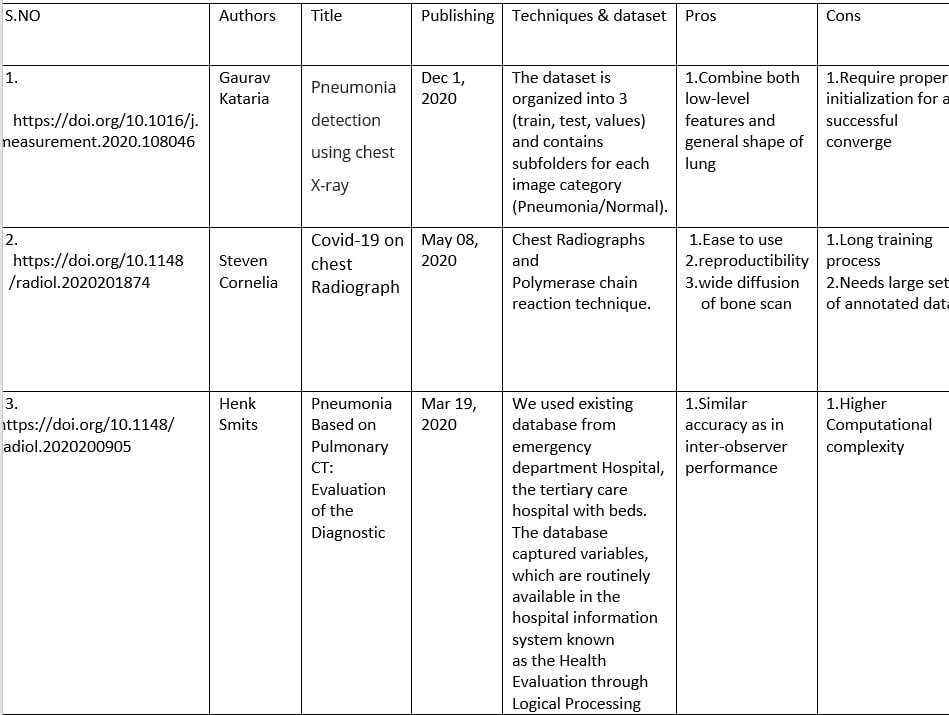 S.NO
Authors
Title
Publishing
Techniques & dataset
Pros
Cons
1.
https://doi.org/10.1016/j.
measurement.2020.108046
Gaurav
Kataria
Pneumonia
detection
using chest
X-ray
Dec 1,
2020
The dataset is
organized into 3
(train, test, values)
and contains
subfolders for each
image category
(Pneumonia/Normal).
1.Combine both
low-level
features and
general shape of
lung
1.Require proper
initialization for a
successful
converge
2.
https://doi.org/10.1148
/radiol.2020201874
Steven
Cornelia
Covid-19 on
chest
Radiograph
May 08,
2020
Chest Radiographs
and
Polymerase chain
reaction technique.
1.Ease to use
2.reproductibility
3.wide diffusion
of bone scan
1.Long training
process
2.Needs large set
of annotated data
3.
https://doi.org/10.1148/
adiol.2020200905
Henk
Smits
Pneumonia
Based on
Pulmonary
CT:
Evaluation
of the
Diagnostic
Mar 19,
2020
We used existing
database from
emergency
department Hospital,
the tertiary care
hospital with beds.
The database
captured variables,
which are routinely
available in the
hospital information
system known
as the Health
Evaluation through
Logical Processing
1.Similar
accuracy as in
inter-observer
performance
1.Higher
Computational
complexity